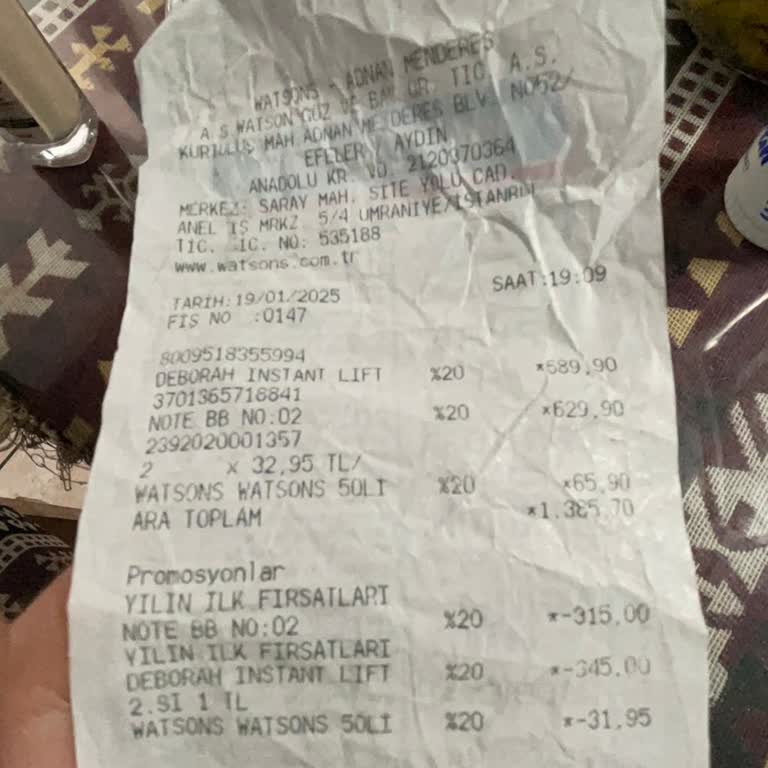 WATSONS - ADNAN MENDERES
A.S WATSON GUZ VE BAK UR. TIC A.S.
KURTULUS MAH ADNAN MENDERES BLV. NO62/
EFELER / AYDIN
ANADOLU KR. VD. 2120370364
MERKEZ: SARAY MAH. SITE YOLU CAD.
ANEL IS MRKZ 5/4 UMRANIYE/ISTANBUL
TIC. SIC. NO: 535188
www.watsons.com.tr
TARIH:19/01/2025 SAAT:19:09
FIS NO :0147
8009518355994
DEBORAH INSTANT LIFT %20 *589,90
3701365718841
NOTE BB NO:02 %20 *629,90
2392020001357
2 X 32,95 TL/
WATSONS WATSONS 50LI %20 *65,90
ARA TOPLAM *1.285,70
Promosyonlar
YILIN ILK FIRSATLARI
NOTE BB NO:02 %20 *-315,00
YILIN ILK FIRSATLARI
DEBORAH INSTANT LIFT %20 *-345,00
2.SI 1 TL
WATSONS WATSONS 50LI %20 *-31,95